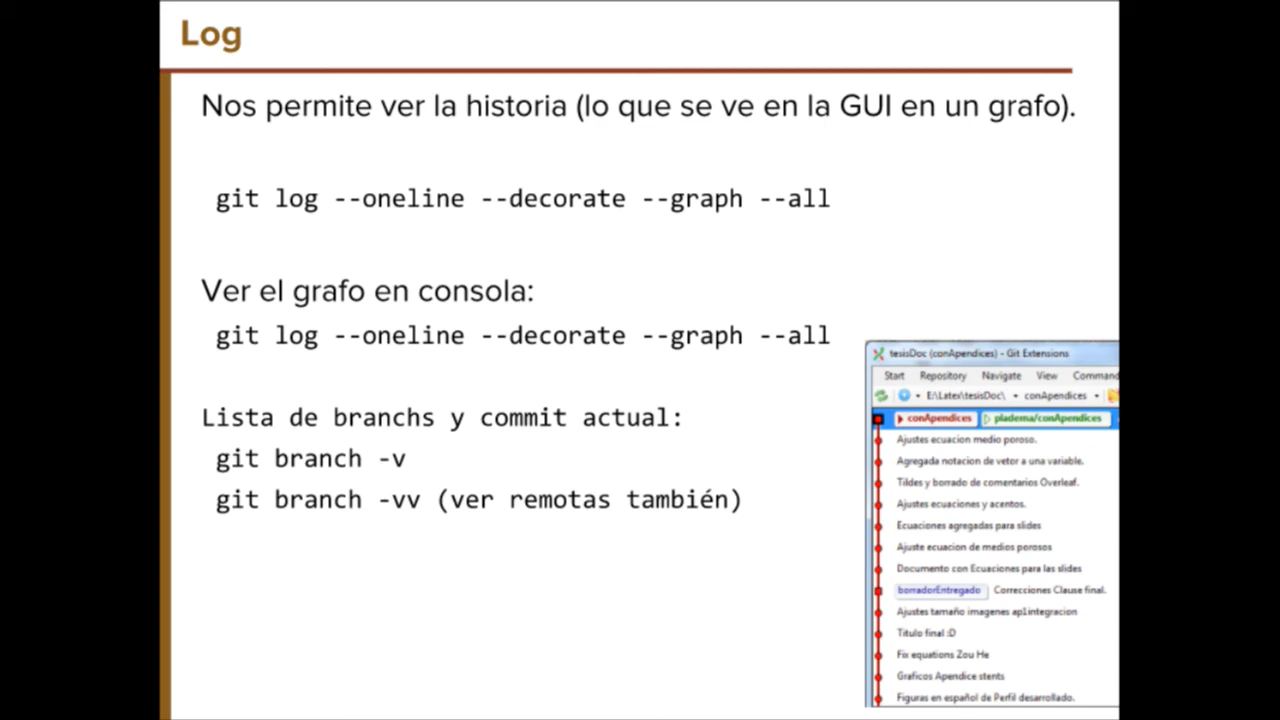 Log
Nos permite ver la historia (lo que se ve en la GUI en un grafo).
git log --oneline --decorate --graph --all
Ver el grafo en consola:
git log --oneline --decorate --graph --all
Lista de branchs y commit actual:
git branch -v
git branch -vv (ver remotas también)
tesisDoc (conApendices) - Git Extensions
Start Repository Navigate View Command
E:\Latex\tesisDoc\ conApendices
conApendices pladema/conApendices
Ajustes ecuacion medio poroso.
Agregada notacion de vetor a una variable.
Tildes y borrado de comentarios Overleaf.
Ajustes ecuaciones y acentos.
Ecuaciones agregadas para slides
Ajuste ecuacion de medios porosos
Documento con Ecuaciones para las slides
borradorEntregado Correcciones Clause final.
Ajustes tamaño imagenes ap1integracion
Titulo final :D
Fix equations Zou He
Graficos Apendice stents
Figuras en español de Perfil desarrollado.